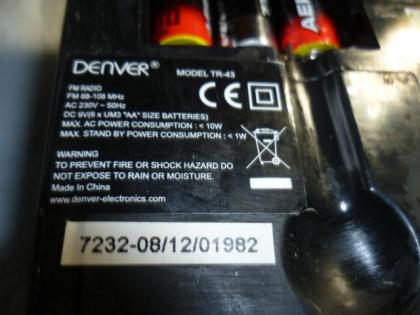 DENVER®
MODEL TR-43
FM RADIO
FM 88-108 MHz
AC 230V ~ 50Hz
DC 9V(6 x UM3 "AA" SIZE BATTERIES)
MAX. AC POWER CONSUMPTION : < 10W
MAX. STAND BY POWER CONSUMPTION : < 1W
CE
WARNING
TO PREVENT FIRE OR SHOCK HAZARD DO
NOT EXPOSE TO RAIN OR MOISTURE.
Made In China
www.denver-electronics.com
7232-08/12/01982